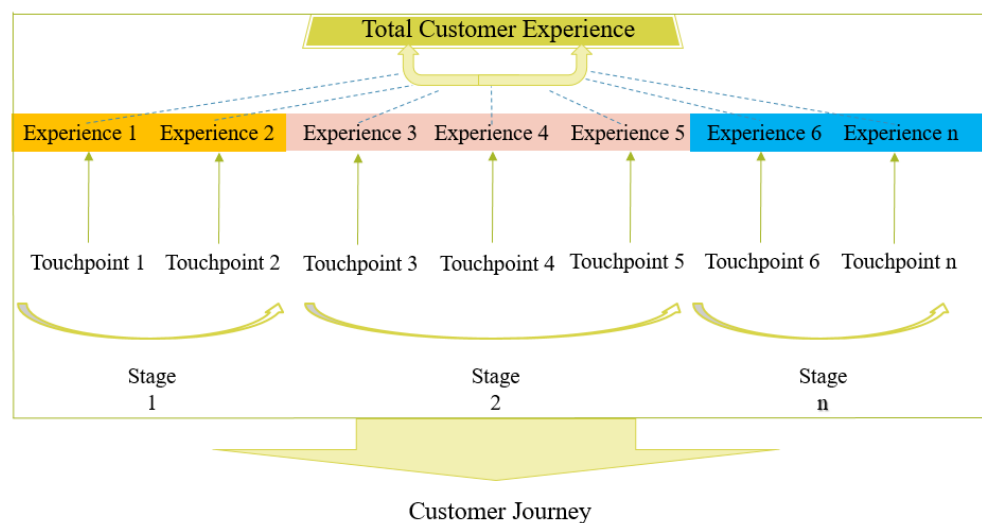 Total Customer Experience
Experience 1 Experience 2 Experience 3 Experience 4 Experience 5 Experience 6 Experience n
Touchpoint 1 Touchpoint 2 Touchpoint 3 Touchpoint 4 Touchpoint 5 Touchpoint 6 Touchpoint n
Stage
1
Stage
2
Stage
n
Customer Journey